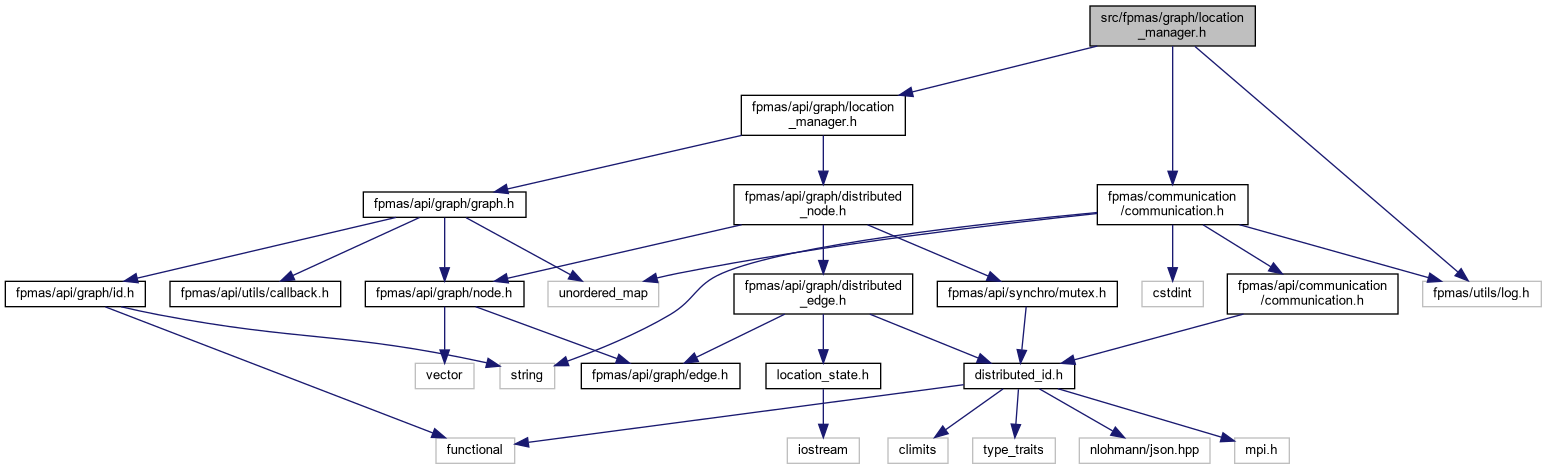 src/fpmas/graph/location
_manager.h
fpmas/api/graph/location
_manager.h
fpmas/api/graph/graph.h
fpmas/api/graph/distributed
_node.h
fpmas/communication
/communication.h
fpmas/api/graph/id.h
fpmas/api/utils/callback.h
fpmas/api/graph/node.h
unordered_map
fpmas/api/graph/distributed
_edge.h
fpmas/api/synchro/mutex.h
cstdint
fpmas/api/communication
/communication.h
fpmas/utils/log.h
vector
string
fpmas/api/graph/edge.h
location_state.h
distributed_id.h
functional
iostream
climits
type_traits
nlohmann/json.hpp
mpi.h